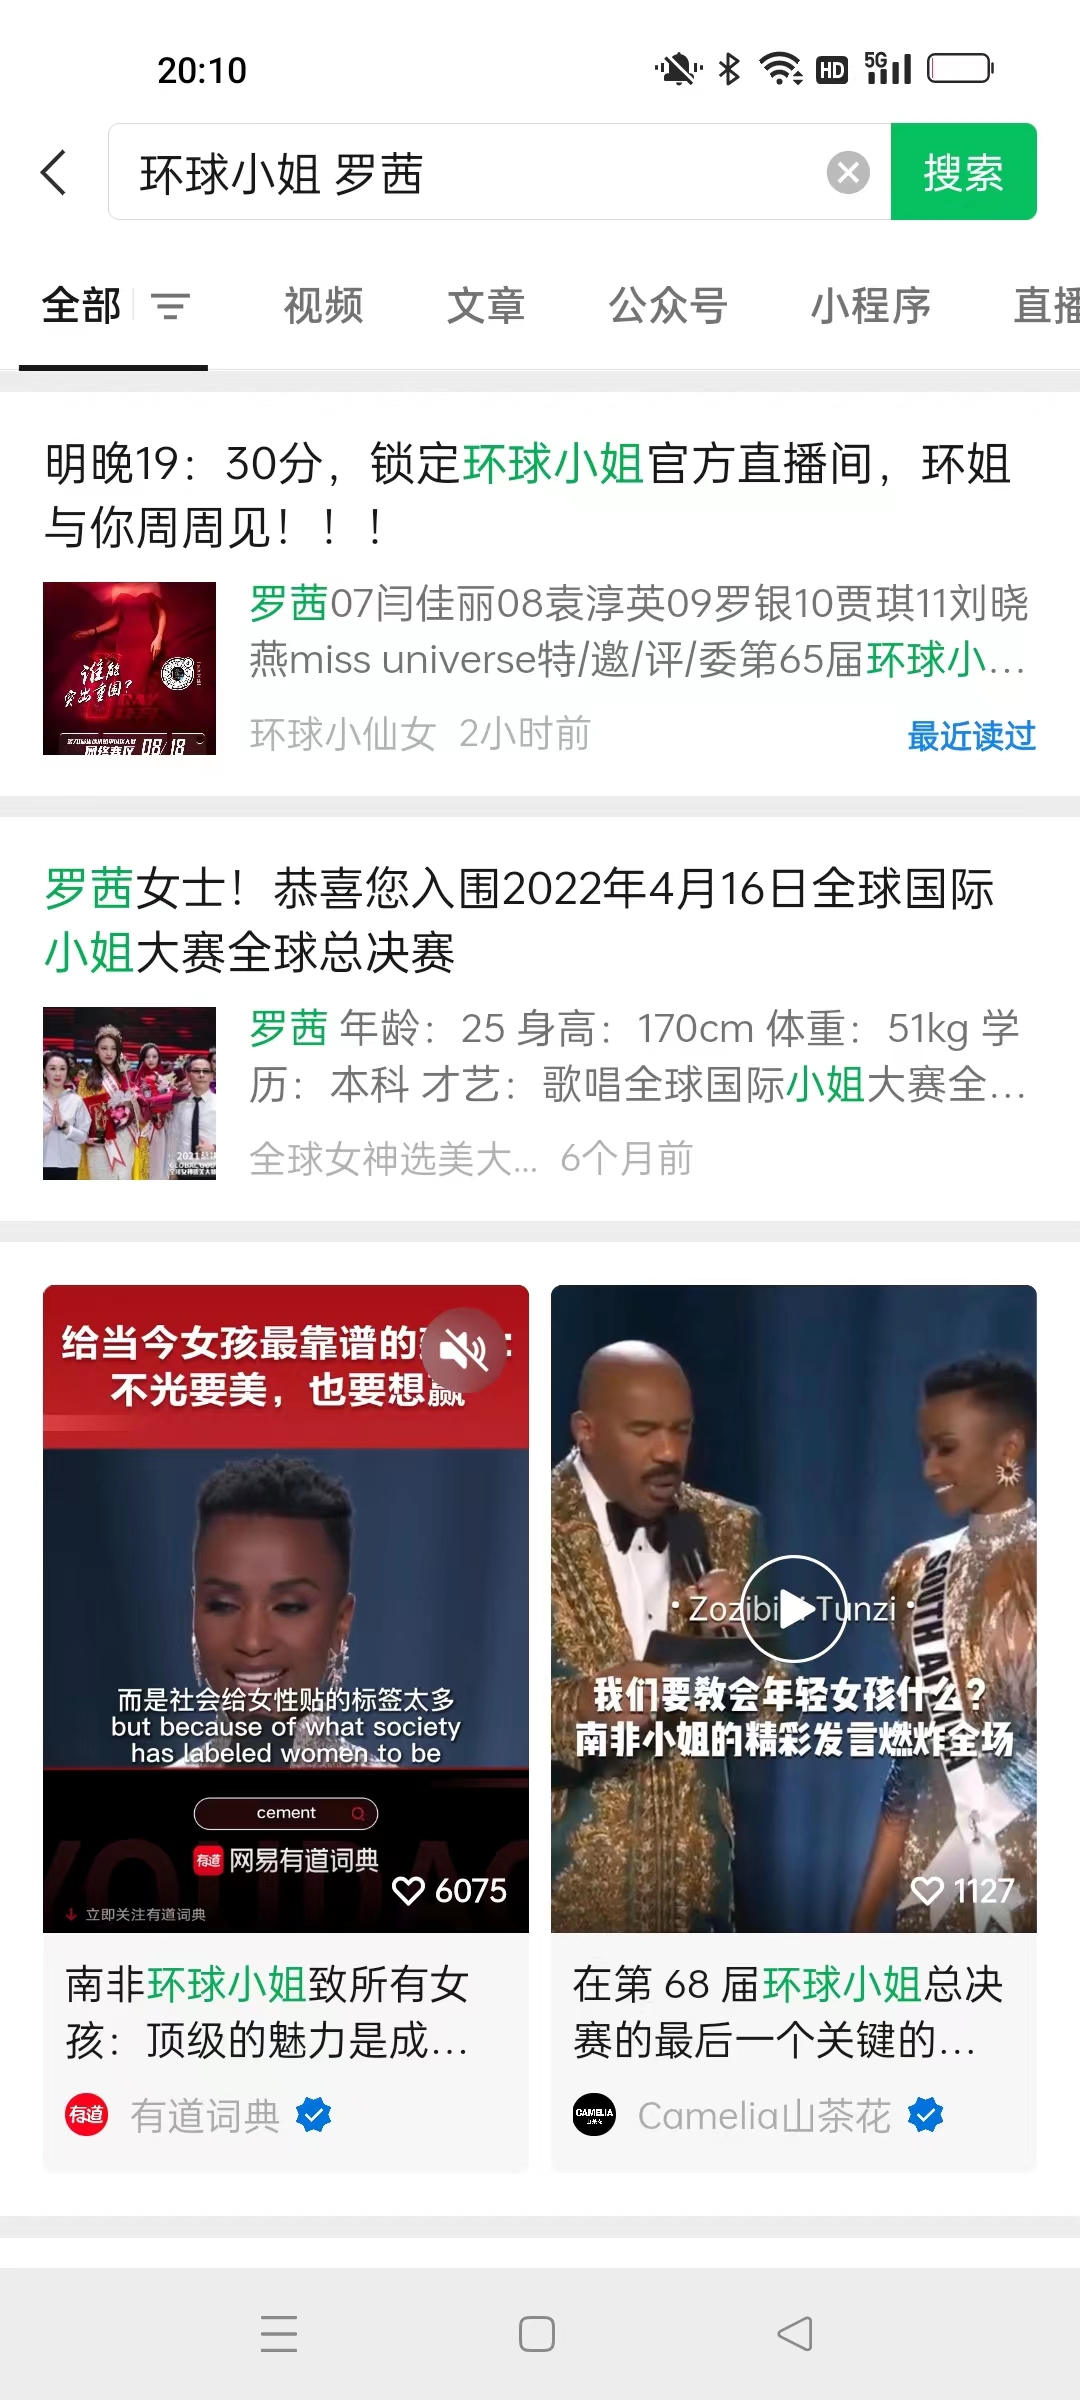 20:10
HD 5G
环球小姐 罗茜
搜索
全部 视频 文章 公众号 小程序 直播
明晚19：30分，锁定环球小姐官方直播间，环姐
与你周周见！！！
谁能
突出重围？
08/18
罗茜07闫佳丽08袁淳英09罗银10贾琪11刘晓
燕miss universe特/邀/评/委第65届环球小...
环球小仙女 2小时前
最近读过
罗茜女士！恭喜您入围2022年4月16日全球国际
小姐大赛全球总决赛
2021
罗茜 年龄：25 身高：170cm 体重：51kg 学
历：本科 才艺：歌唱全球国际小姐大赛全...
全球女神选美大... 6个月前
给当今女孩最靠谱的
不光要美，也要想赢
而是社会给女性贴的标签太多
but because of what society
has labeled women to be
cement
有道 网易有道词典
6075
立即关注有道词典
Zozibi Tunzi
SOUTH
我们要教会年轻女孩什么？
南非小姐的精彩发言燃炸全场
1127
南非环球小姐致所有女
孩：顶级的魅力是成...
有道 有道词典
在第 68 届环球小姐总决
赛的最后一个关键的...
CAMELIA
山茶花
Camelia山茶花